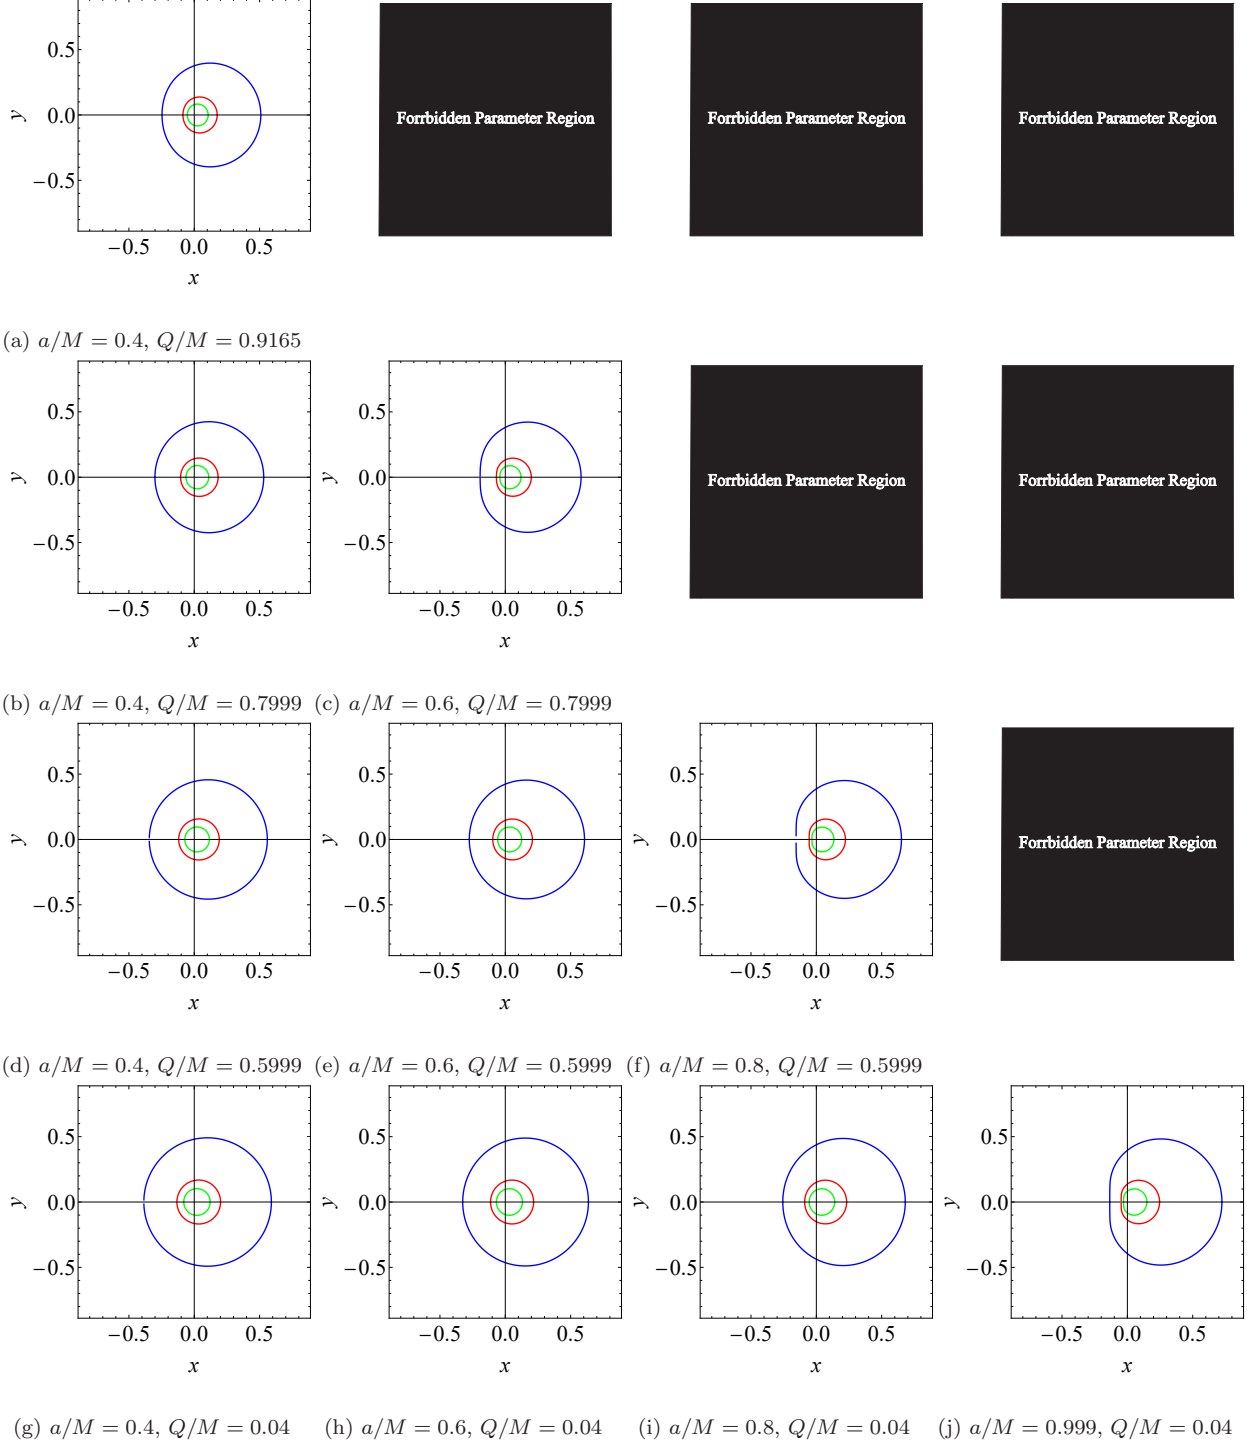 0.5
0.0
−0.5
y
−0.5 0.0 0.5
x
Forrbidden Parameter Region
Forrbidden Parameter Region
Forrbidden Parameter Region
(a) a/M = 0.4, Q/M = 0.9165
0.5
0.0
−0.5
y
−0.5 0.0 0.5
x
0.5
0.0
−0.5
y
−0.5 0.0 0.5
x
Forrbidden Parameter Region
Forrbidden Parameter Region
(b) a/M = 0.4, Q/M = 0.7999 (c) a/M = 0.6, Q/M = 0.7999
0.5
0.0
−0.5
y
−0.5 0.0 0.5
x
0.5
0.0
−0.5
y
−0.5 0.0 0.5
x
0.5
0.0
−0.5
y
−0.5 0.0 0.5
x
Forrbidden Parameter Region
(d) a/M = 0.4, Q/M = 0.5999 (e) a/M = 0.6, Q/M = 0.5999 (f) a/M = 0.8, Q/M = 0.5999
0.5
0.0
−0.5
y
−0.5 0.0 0.5
x
0.5
0.0
−0.5
y
−0.5 0.0 0.5
x
0.5
0.0
−0.5
y
−0.5 0.0 0.5
x
0.5
0.0
−0.5
y
−0.5 0.0 0.5
x
(g) a/M = 0.4, Q/M = 0.04 (h) a/M = 0.6, Q/M = 0.04 (i) a/M = 0.8, Q/M = 0.04 (j) a/M = 0.999, Q/M = 0.04